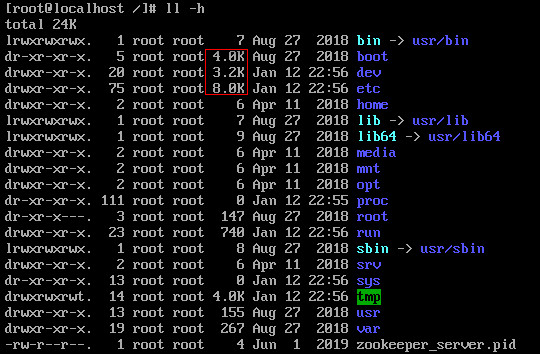 [root@localhost /]# ll -h
total 24K
lrwxrwxrwx.   1 root root    7 Aug 27  2018 bin -> usr/bin
dr-xr-xr-x.   5 root root 4.0K Aug 27  2018 boot
drwxr-xr-x.  20 root root 3.2K Jan 12 22:56 dev
drwxr-xr-x.  75 root root 8.0K Jan 12 22:56 etc
drwxr-xr-x.   2 root root    6 Apr 11  2018 home
lrwxrwxrwx.   1 root root    7 Aug 27  2018 lib -> usr/lib
lrwxrwxrwx.   1 root root    9 Aug 27  2018 lib64 -> usr/lib64
drwxr-xr-x.   2 root root    6 Apr 11  2018 media
drwxr-xr-x.   2 root root    6 Apr 11  2018 mnt
drwxr-xr-x.   2 root root    6 Apr 11  2018 opt
dr-xr-xr-x. 111 root root    0 Jan 12 22:55 proc
dr-xr-x---.   3 root root  147 Aug 27  2018 root
drwxr-xr-x.  23 root root  740 Jan 12 22:56 run
lrwxrwxrwx.   1 root root    8 Aug 27  2018 sbin -> usr/sbin
drwxr-xr-x.   2 root root    6 Apr 11  2018 srv
dr-xr-xr-x.  13 root root    0 Jan 12 22:56 sys
drwxrwxrwt.  14 root root 4.0K Jan 12 22:56 tmp
drwxr-xr-x.  13 root root  155 Aug 27  2018 usr
drwxr-xr-x.  19 root root  267 Aug 27  2018 var
-rw-r--r--.   1 root root    4 Jun  1  2019 zookeeper_server.pid